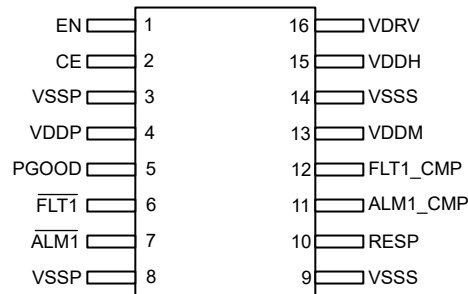 EN 1 16 VDRV
CE 2 15 VDDH
VSSP 3 14 VSSS
VDDP 4 13 VDDM
PGOOD 5 12 FLT1_CMP
FLT1 6 11 ALM1_CMP
ALM1 7 10 RESP
VSSP 8 9 VSSS